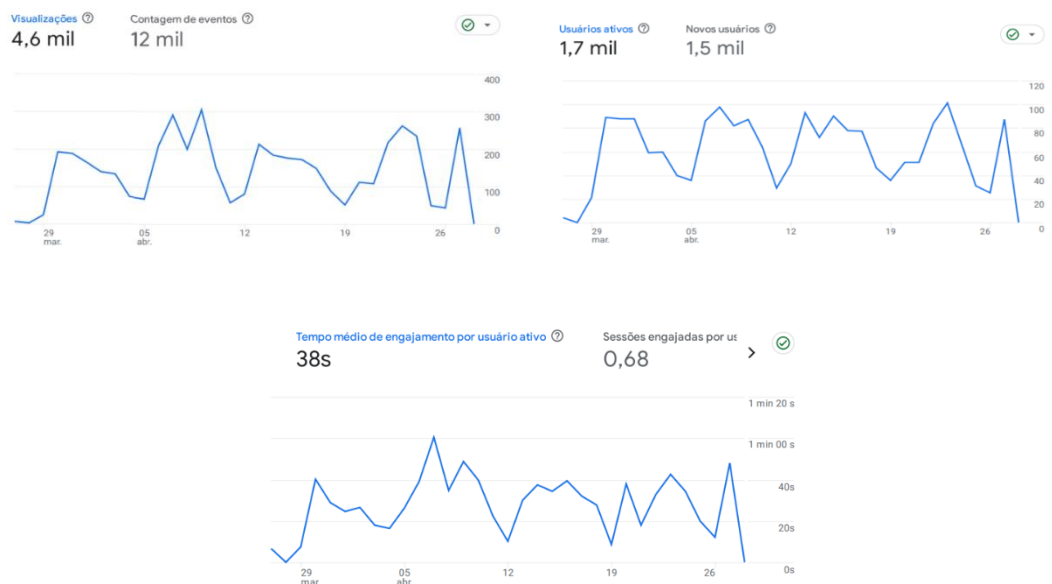 Visualizações
4,6 mil
Contagem de eventos
12 mil
400
300
200
100
0
29
mar.
05
abr.
12
19
26
Usuários ativos
1,7 mil
Novos usuários
1,5 mil
120
100
80
60
40
20
0
29
mar.
05
abr.
12
19
26
Tempo médio de engajamento por usuário ativo
38s
Sessões engajadas por us
0,68
1 min 20 s
1 min 00 s
40s
20s
0s
29
mar.
05
abr.
12
19
26